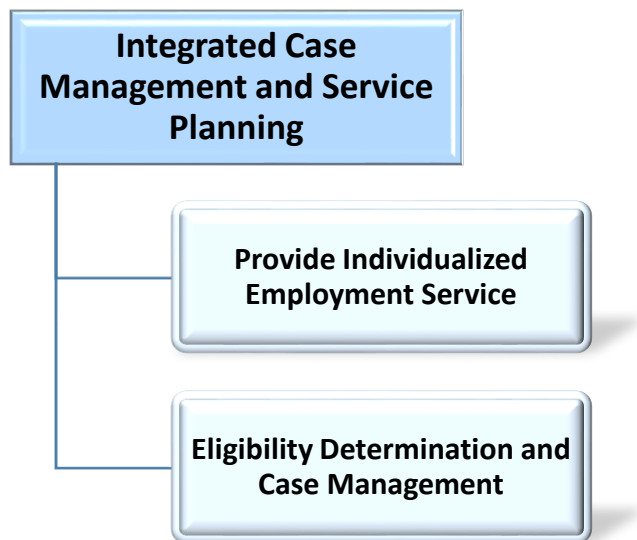 Integrated Case
Management and Service
Planning
Provide Individualized
Employment Service
Eligibility Determination and
Case Management